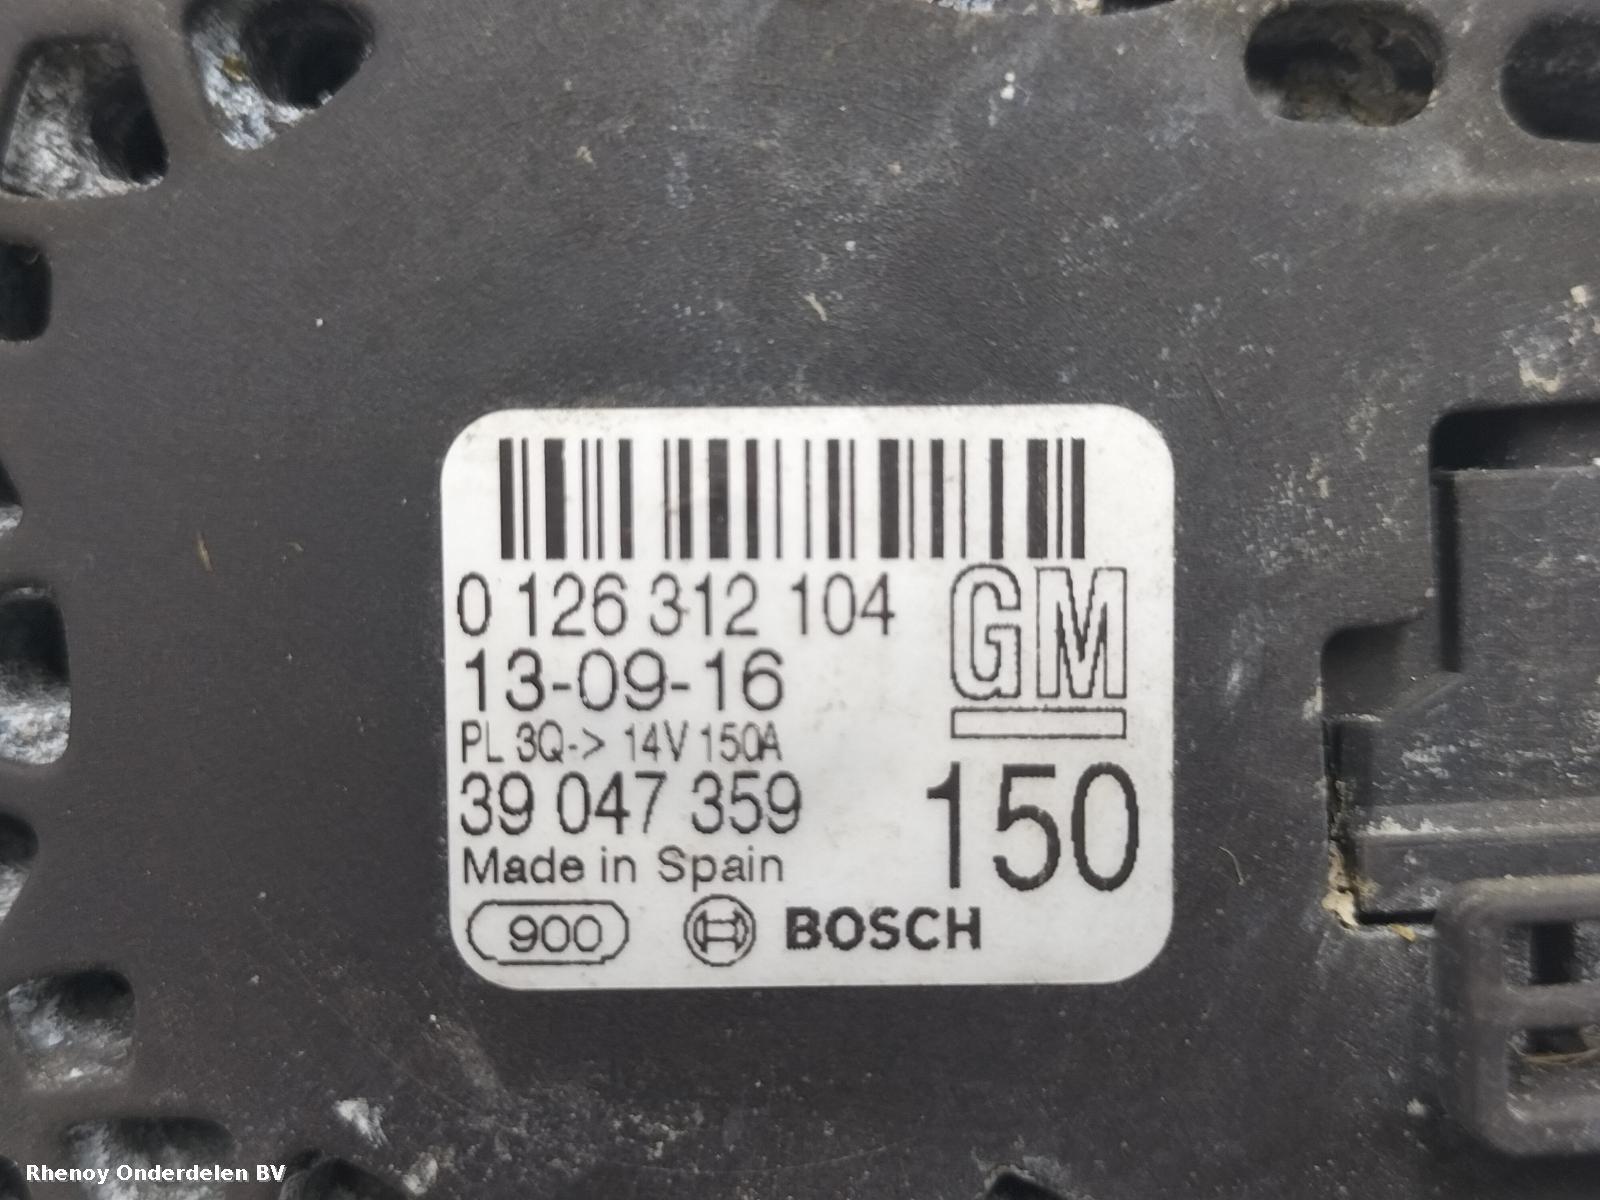 0 126 312 104
GM
13-09-16
PL 3Q-> 14V 150A
39 047 359
150
Made in Spain
900
BOSCH
Rhenoy Onderdelen BV